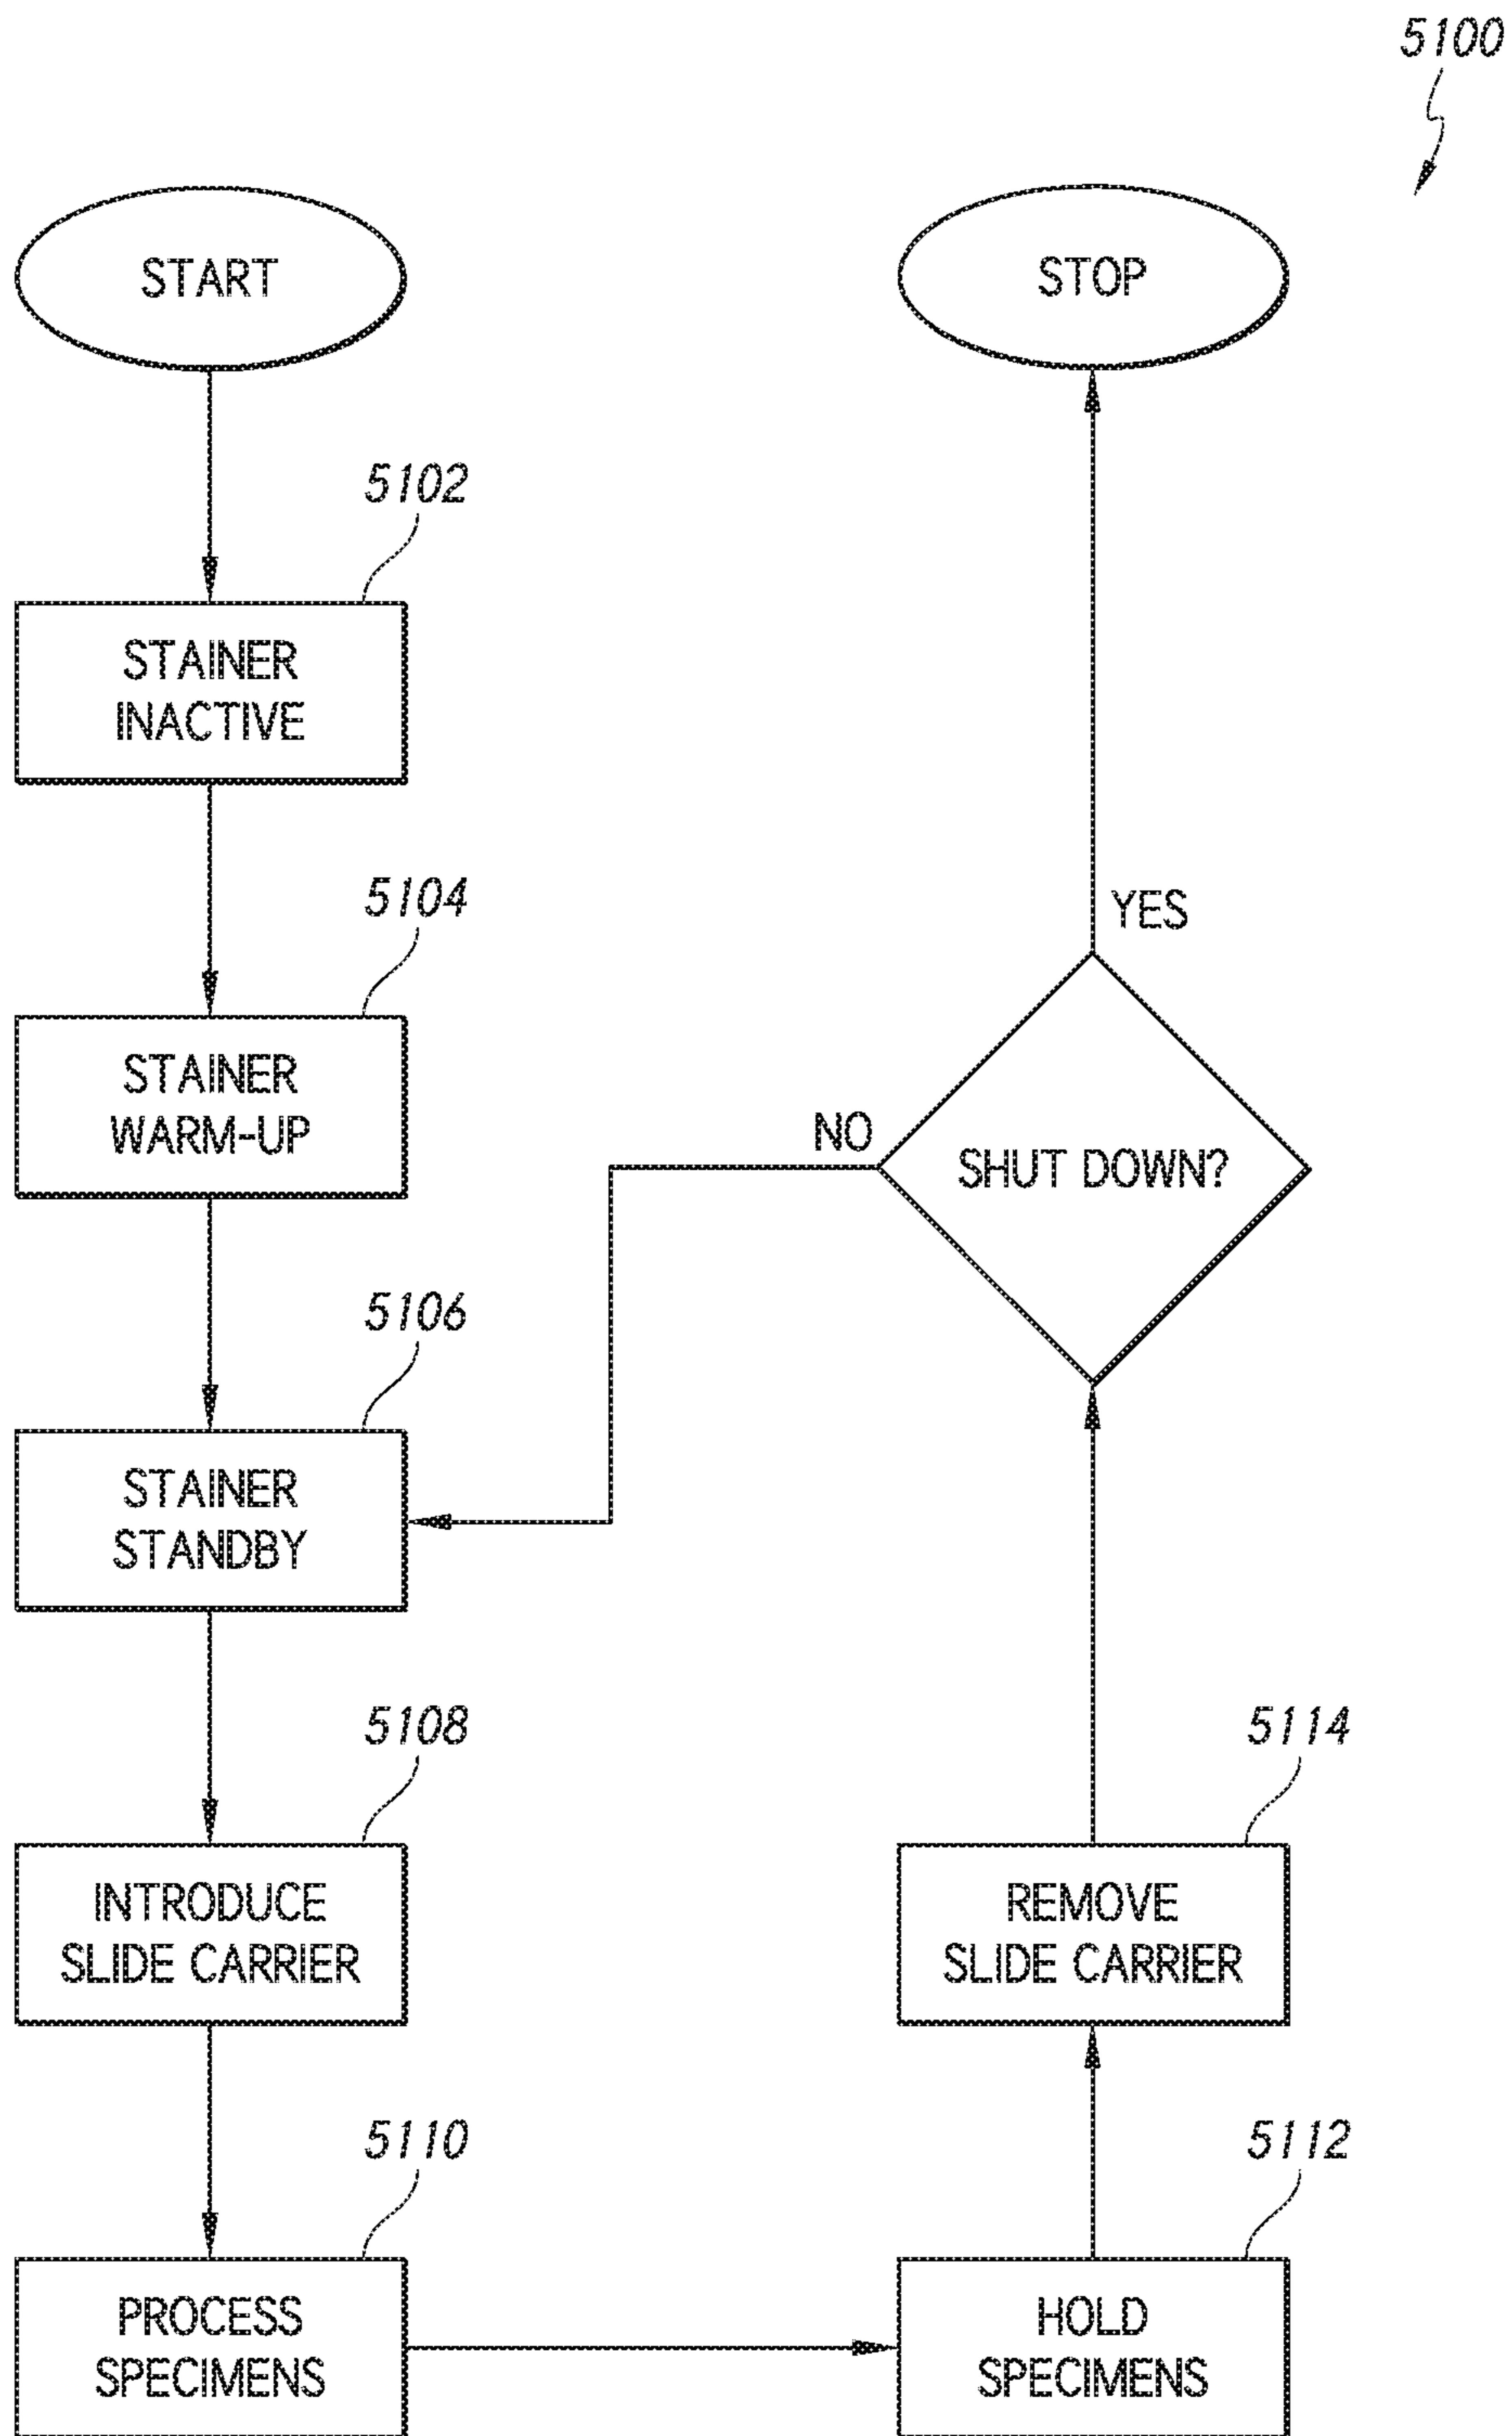 5100
START
STOP
5102
STAINER
INACTIVE
5104
YES
STAINER
WARM-UP
NO
SHUT DOWN?
5106
STAINER
STANDBY
5108
5114
INTRODUCE
SLIDE CARRIER
REMOVE
SLIDE CARRIER
5110
5112
PROCESS
SPECIMENS
HOLD
SPECIMENS